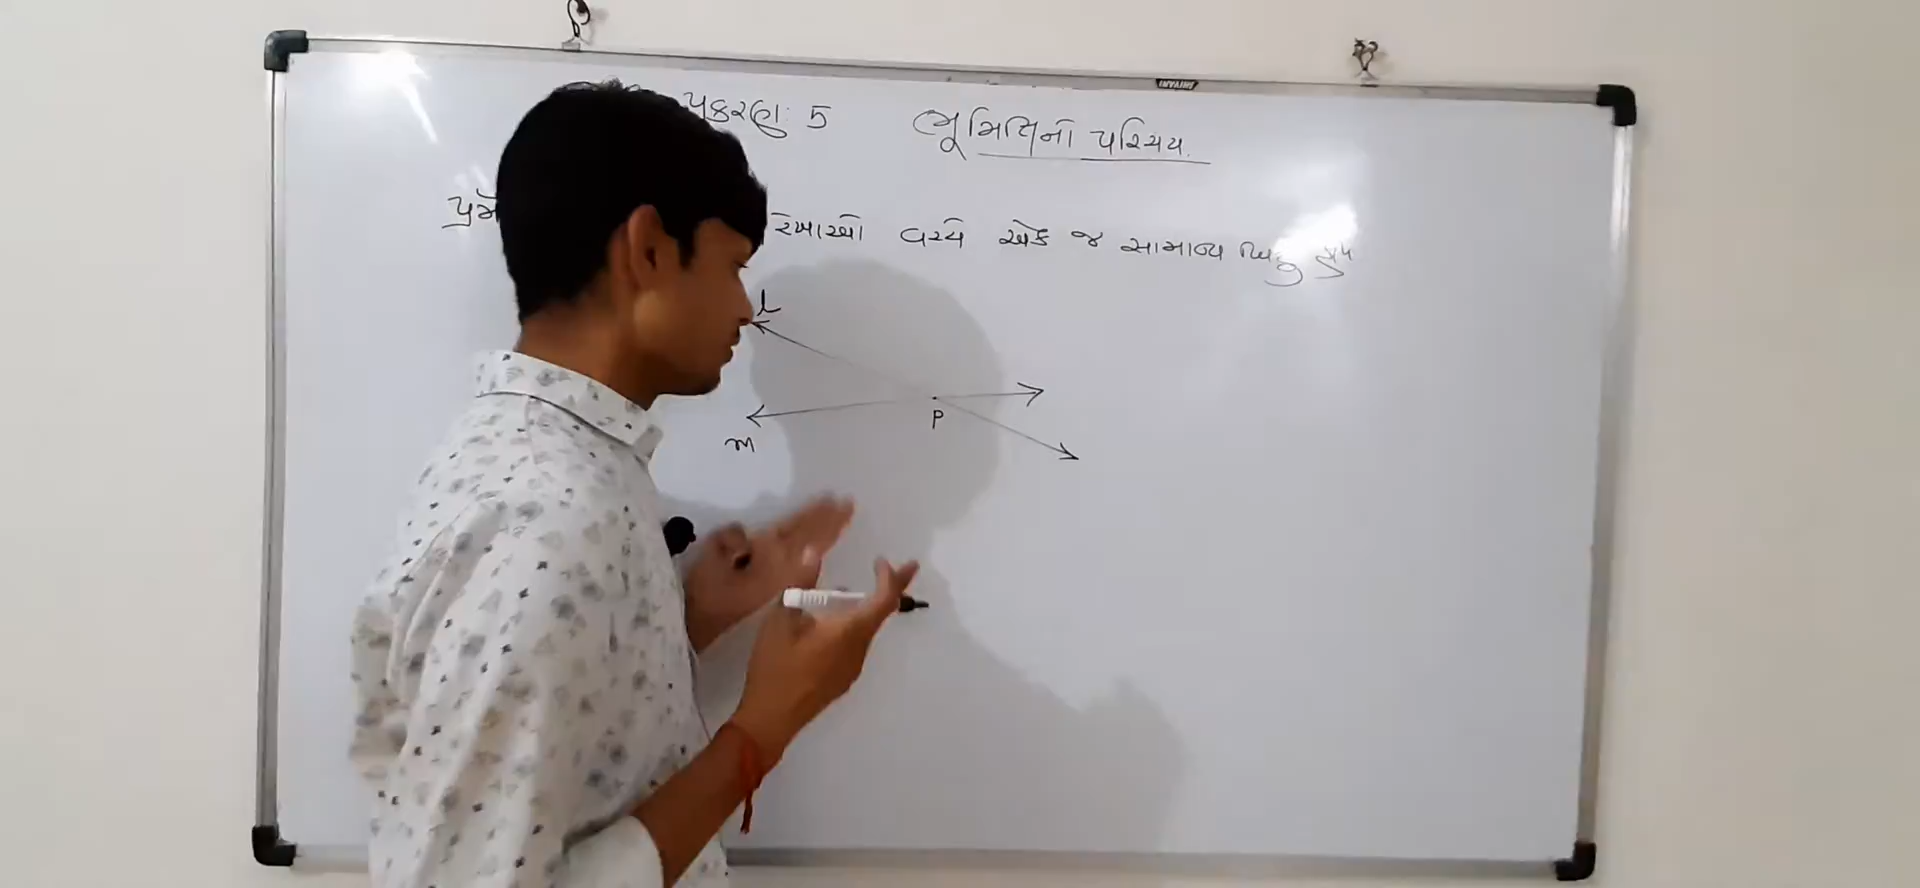 પ્રકરણ: 5 ભૂમિતિનો પરિચય.
રેખાઓ વચ્ચે એક જ સામાન્ય બિંદુ હોય
l
m
P